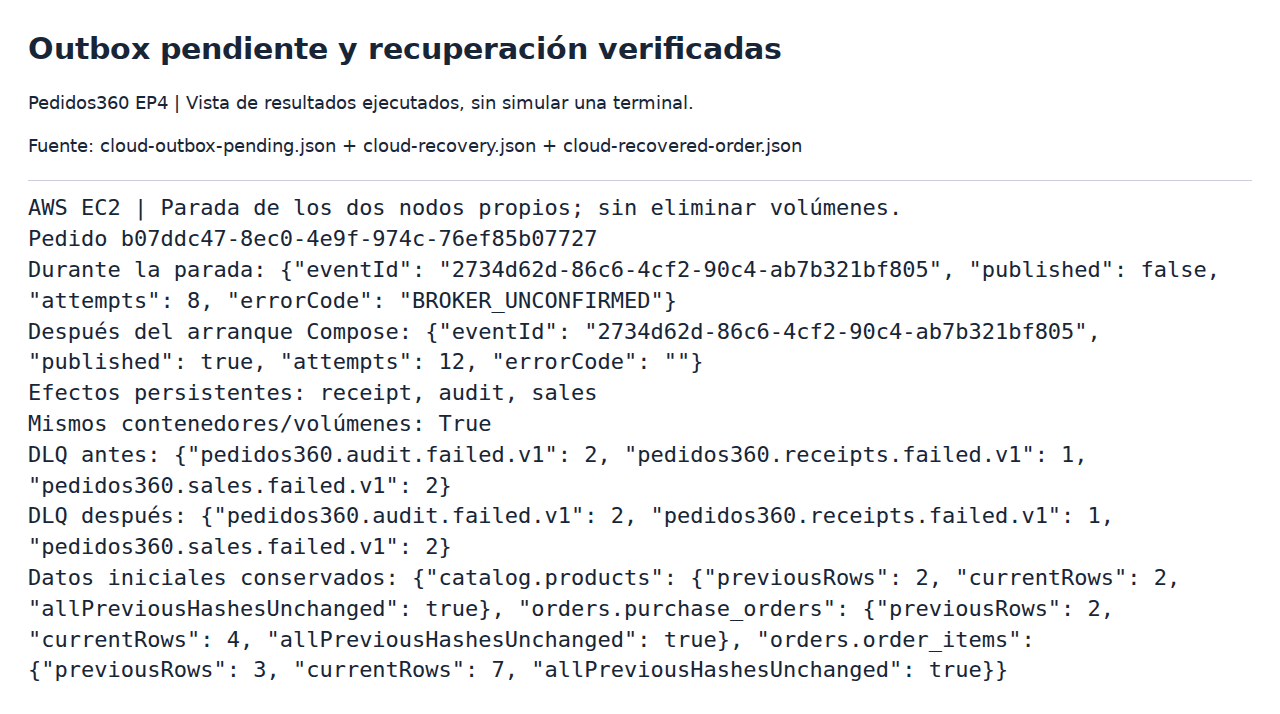 Outbox pendiente y recuperación verificadas
Pedidos360 EP4 | Vista de resultados ejecutados, sin simular una terminal.
Fuente: cloud-outbox-pending.json + cloud-recovery.json + cloud-recovered-order.json
AWS EC2 | Parada de los dos nodos propios; sin eliminar volúmenes.
Pedido b07ddc47-8ec0-4e9f-974c-76ef85b07727
Durante la parada: {"eventId": "2734d62d-86c6-4cf2-90c4-ab7b321bf805", "published": false,
"attempts": 8, "errorCode": "BROKER_UNCONFIRMED"}
Después del arranque Compose: {"eventId": "2734d62d-86c6-4cf2-90c4-ab7b321bf805",
"published": true, "attempts": 12, "errorCode": ""}
Efectos persistentes: receipt, audit, sales
Mismos contenedores/volúmenes: True
DLQ antes: {"pedidos360.audit.failed.v1": 2, "pedidos360.receipts.failed.v1": 1,
"pedidos360.sales.failed.v1": 2}
DLQ después: {"pedidos360.audit.failed.v1": 2, "pedidos360.receipts.failed.v1": 1,
"pedidos360.sales.failed.v1": 2}
Datos iniciales conservados: {"catalog.products": {"previousRows": 2, "currentRows": 2,
"allPreviousHashesUnchanged": true}, "orders.purchase_orders": {"previousRows": 2,
"currentRows": 4, "allPreviousHashesUnchanged": true}, "orders.order_items":
{"previousRows": 3, "currentRows": 7, "allPreviousHashesUnchanged": true}}